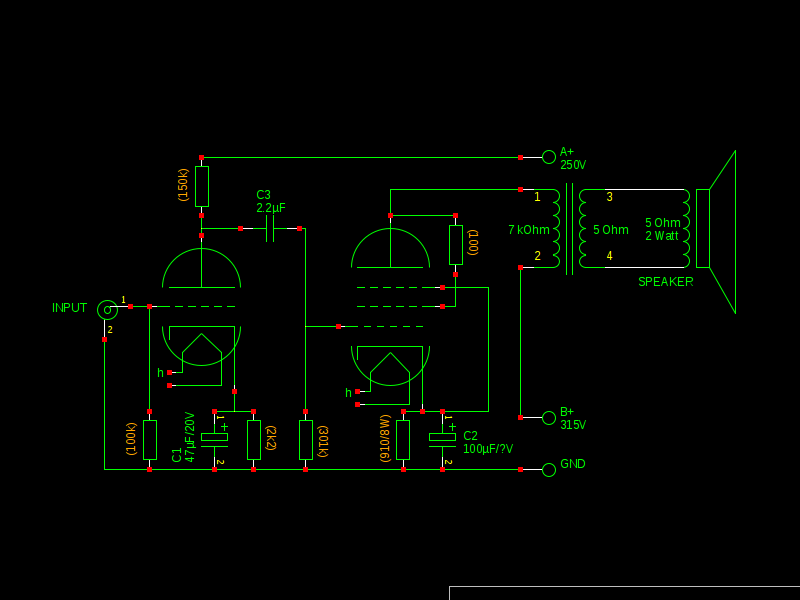 A+
250V
(150k)
C3
2.2µF
1
3
7 kOhm
5 Ohm
5 Ohm
2 Watt
(100)
2
4
SPEAKER
INPUT
1
2
h
h
(100k)
C1
47µF/20V
1
+
2
(2k2)
(301k)
(910/8W)
1
+
2
C2
100µF/?V
B+
315V
GND